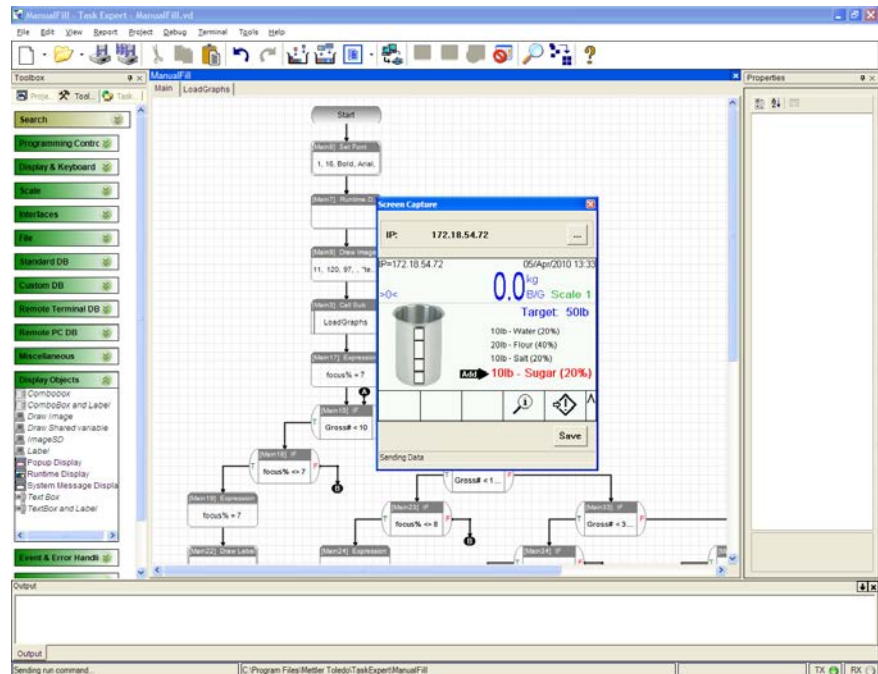 ManualFill - Task Expert - ManualFill.vd
File Edit View Report Project Debug Terminal Tools Help
Toolbox
ManualFill
Properties
Proje... Tool... Task...
Main LoadGraphs
Search
Programming Contrc
Display & Keyboard
Scale
Interfaces
File
Standard DB
Custom DB
Remote Terminal DB
Remote PC DB
Miscellaneous
Display Objects
Combobox
ComboBox and Label
Draw Image
Draw Shared variable
ImageSD
Label
Popup Display
Runtime Display
System Message Displa
Text Box
TextBox and Label
Event & Error Handli
Start
Set Font
1, 16, Bold, Arial,
[Main7] Runtime D
Draw Image
11, 120, 97, , "te...
Call Sub
LoadGraphs
[Main17] Expression
focus% = 7
A
IF
Gross# < 10
[Main18] IF
T focus% <> 7 F
B
[Main19] Expression
focus% = 7
[Main22] Draw Label
Gross# < 1...
[Main23] IF
T focus% <> 8 F
B
[Main24] Expression
[Main33] IF
T Gross# < 3... F
[Main34] IF
Screen Capture
IP: 172.18.54.72 ...
IP=172.18.54.72 05/Apr/2010 13:33
>0< 0.0 kg
B/G Scale 1
Target: 50lb
10lb - Water (20%)
20lb - Flour (40%)
10lb - Salt (20%)
Add 10lb - Sugar (20%)
Save
Sending Data
Output
Output
Sending run command...
C:\Program Files\Mettler Toledo\TaskExpert\ManualFill
TX RX